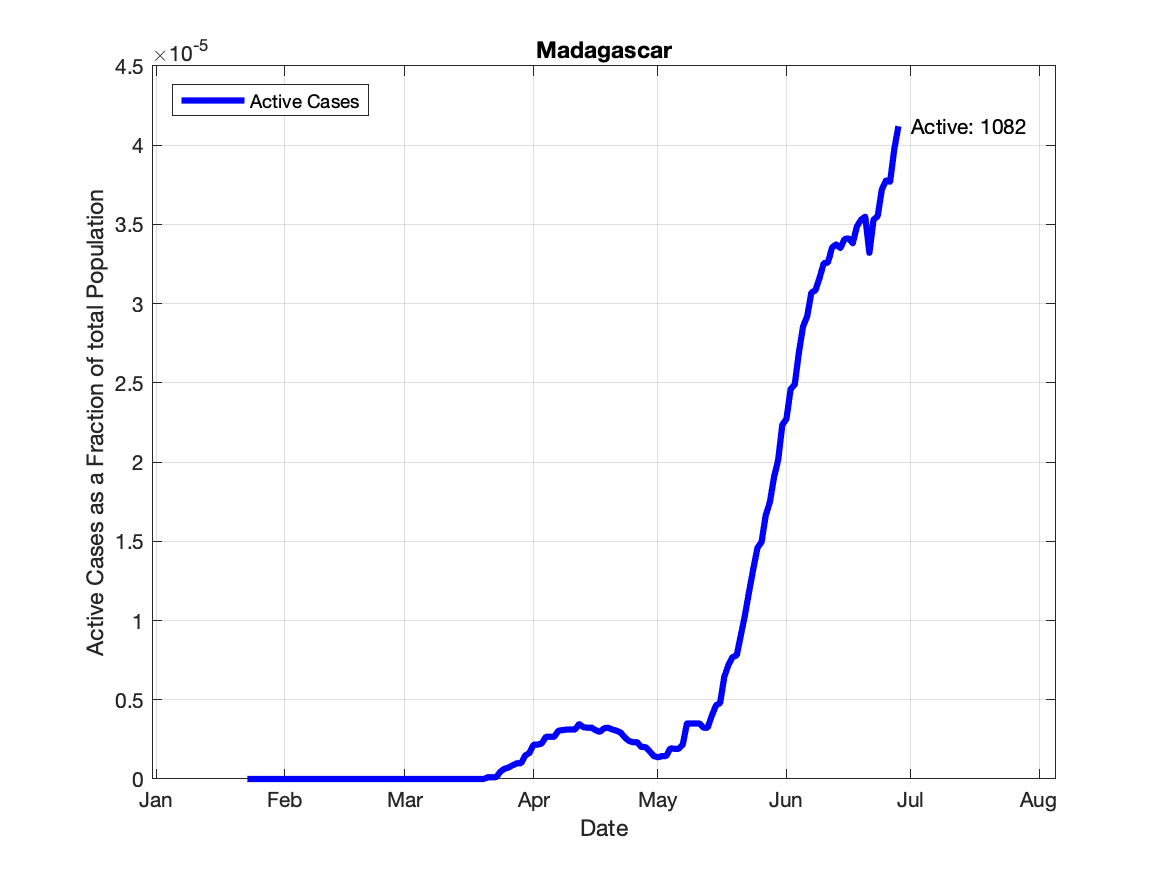 Madagascar
×10-5
Active Cases
Active: 1082
4.5
4
3.5
3
2.5
2
1.5
1
0.5
0
Active Cases as a Fraction of total Population
Jan Feb Mar Apr May Jun Jul Aug
Date